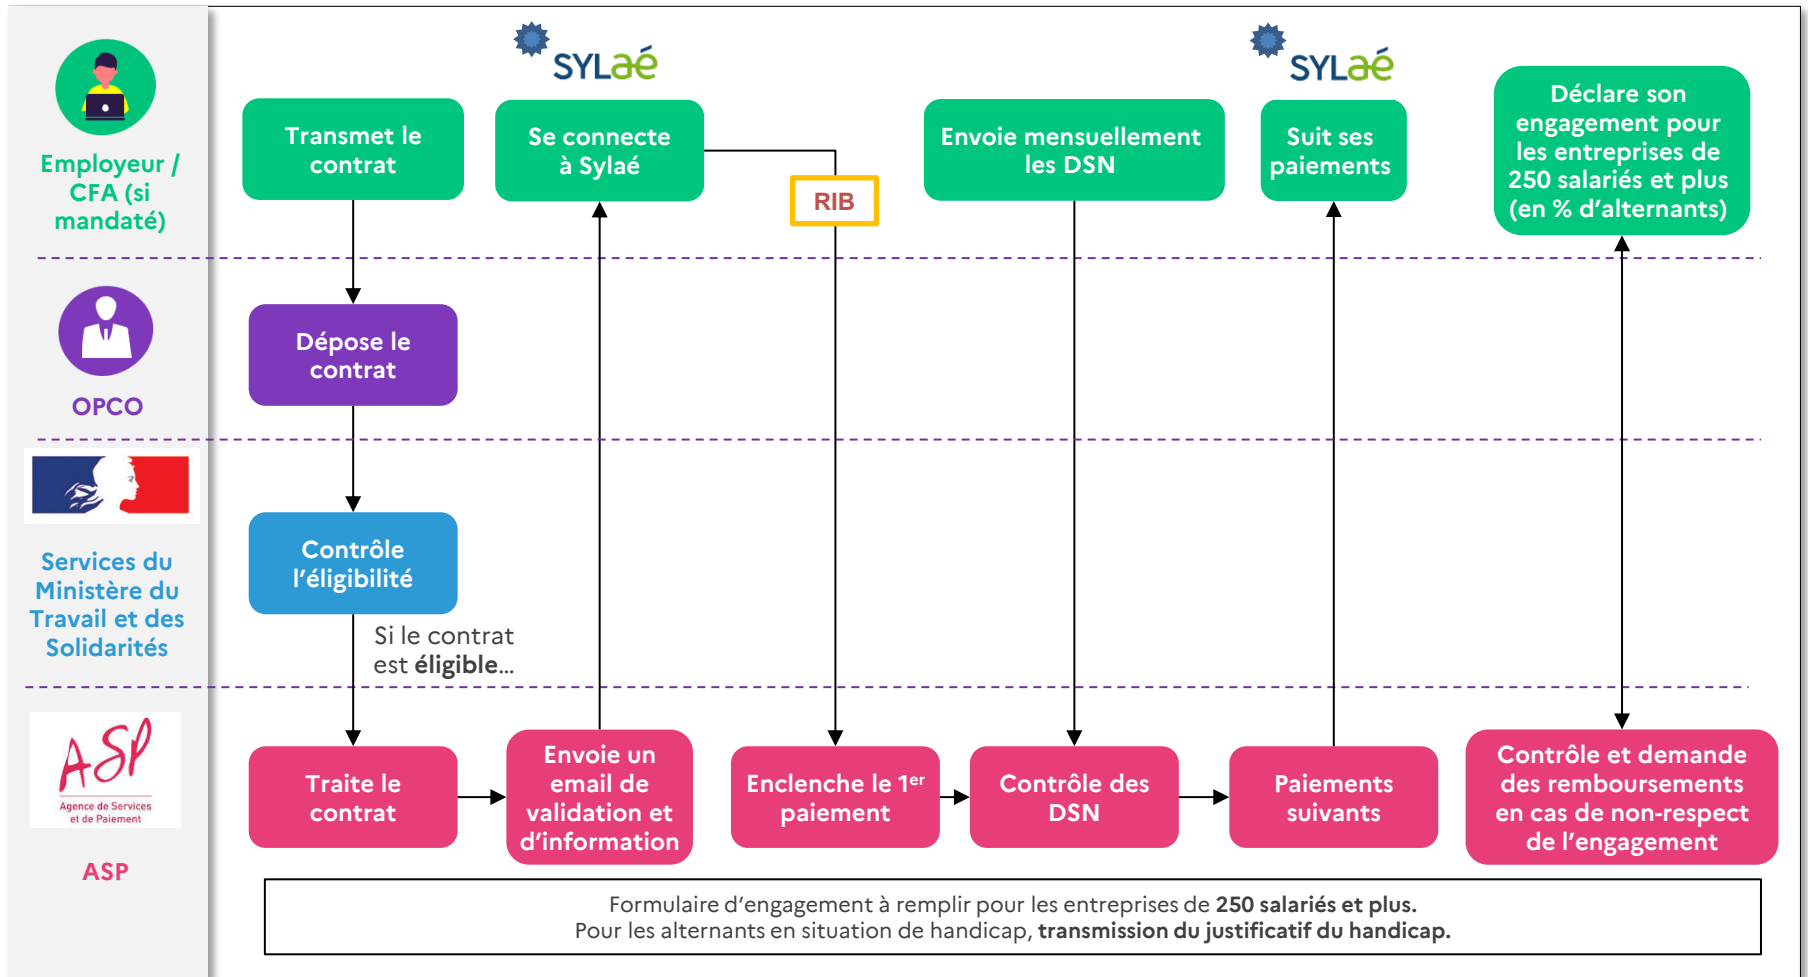 SYLaé
SYLaé
Employeur /
CFA (si
mandaté)
Transmet le
contrat
Se connecte
à Sylaé
RIB
Envoie mensuellement
les DSN
Suit ses
paiements
Déclare son
engagement pour
les entreprises de
250 salariés et plus
(en % d’alternants)
OPCO
Dépose le
contrat
Services du
Ministère du
Travail et des
Solidarités
Contrôle
l’éligibilité
Si le contrat
est éligible…
ASP
Agence de Services
et de Paiement
ASP
Traite le
contrat
Envoie un
email de
validation et
d’information
Enclenche le 1er
paiement
Contrôle des
DSN
Paiements
suivants
Contrôle et demande
des remboursements
en cas de non-respect
de l’engagement
Formulaire d’engagement à remplir pour les entreprises de 250 salariés et plus.
Pour les alternants en situation de handicap, transmission du justificatif du handicap.